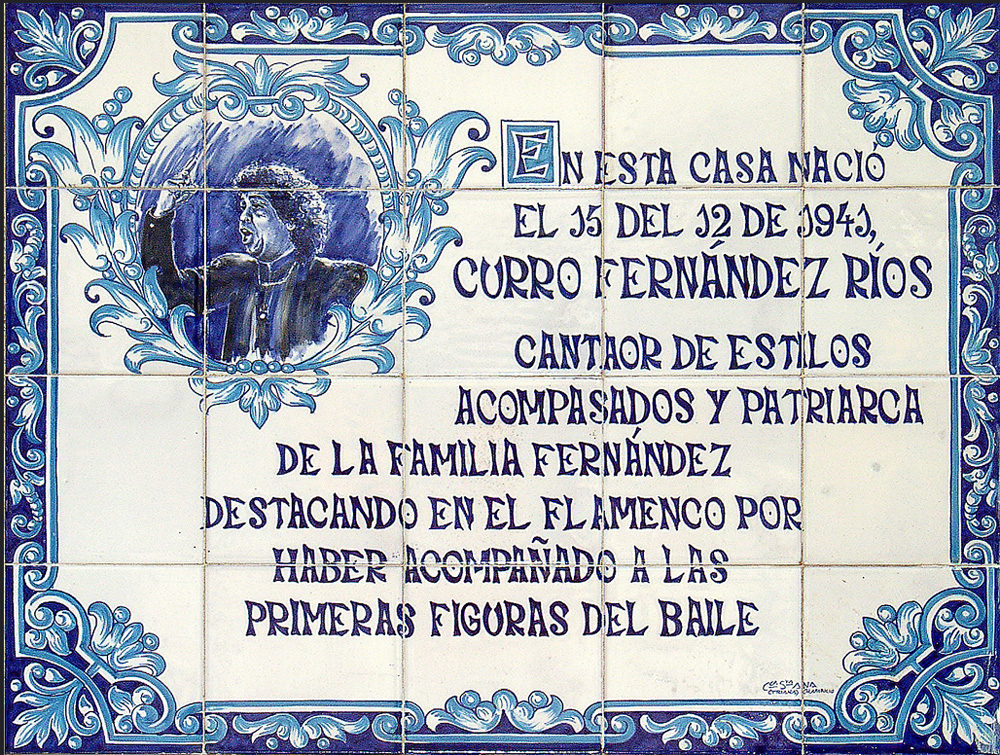 EN ESTA CASA NACIÓ
EL 15 DEL 12 DE 1941,
CURRO FERNÁNDEZ RÍOS
CANTAOR DE ESTILOS
ACOMPASADOS Y PATRIARCA
DE LA FAMILIA FERNÁNDEZ
DESTACANDO EN EL FLAMENCO POR
HABER ACOMPAÑADO A LAS
PRIMERAS FIGURAS DEL BAILE